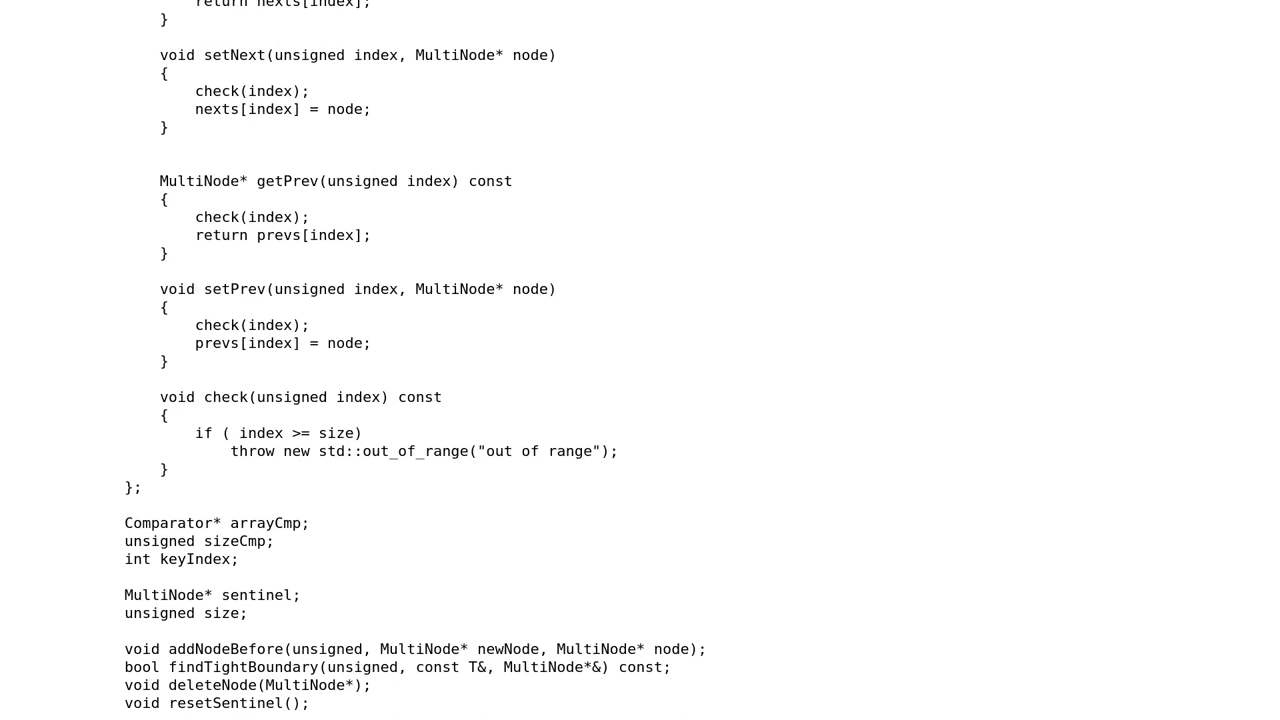 return nexts[index];
}
void setNext(unsigned index, MultiNode* node)
{
check(index);
nexts[index] = node;
}
MultiNode* getPrev(unsigned index) const
{
check(index);
return prevs[index];
}
void setPrev(unsigned index, MultiNode* node)
{
check(index);
prevs[index] = node;
}
void check(unsigned index) const
{
if ( index >= size)
throw new std::out_of_range("out of range");
}
};
Comparator* arrayCmp;
unsigned sizeCmp;
int keyIndex;
MultiNode* sentinel;
unsigned size;
void addNodeBefore(unsigned, MultiNode* newNode, MultiNode* node);
bool findTightBoundary(unsigned, const T&, MultiNode*&) const;
void deleteNode(MultiNode*);
void resetSentinel();